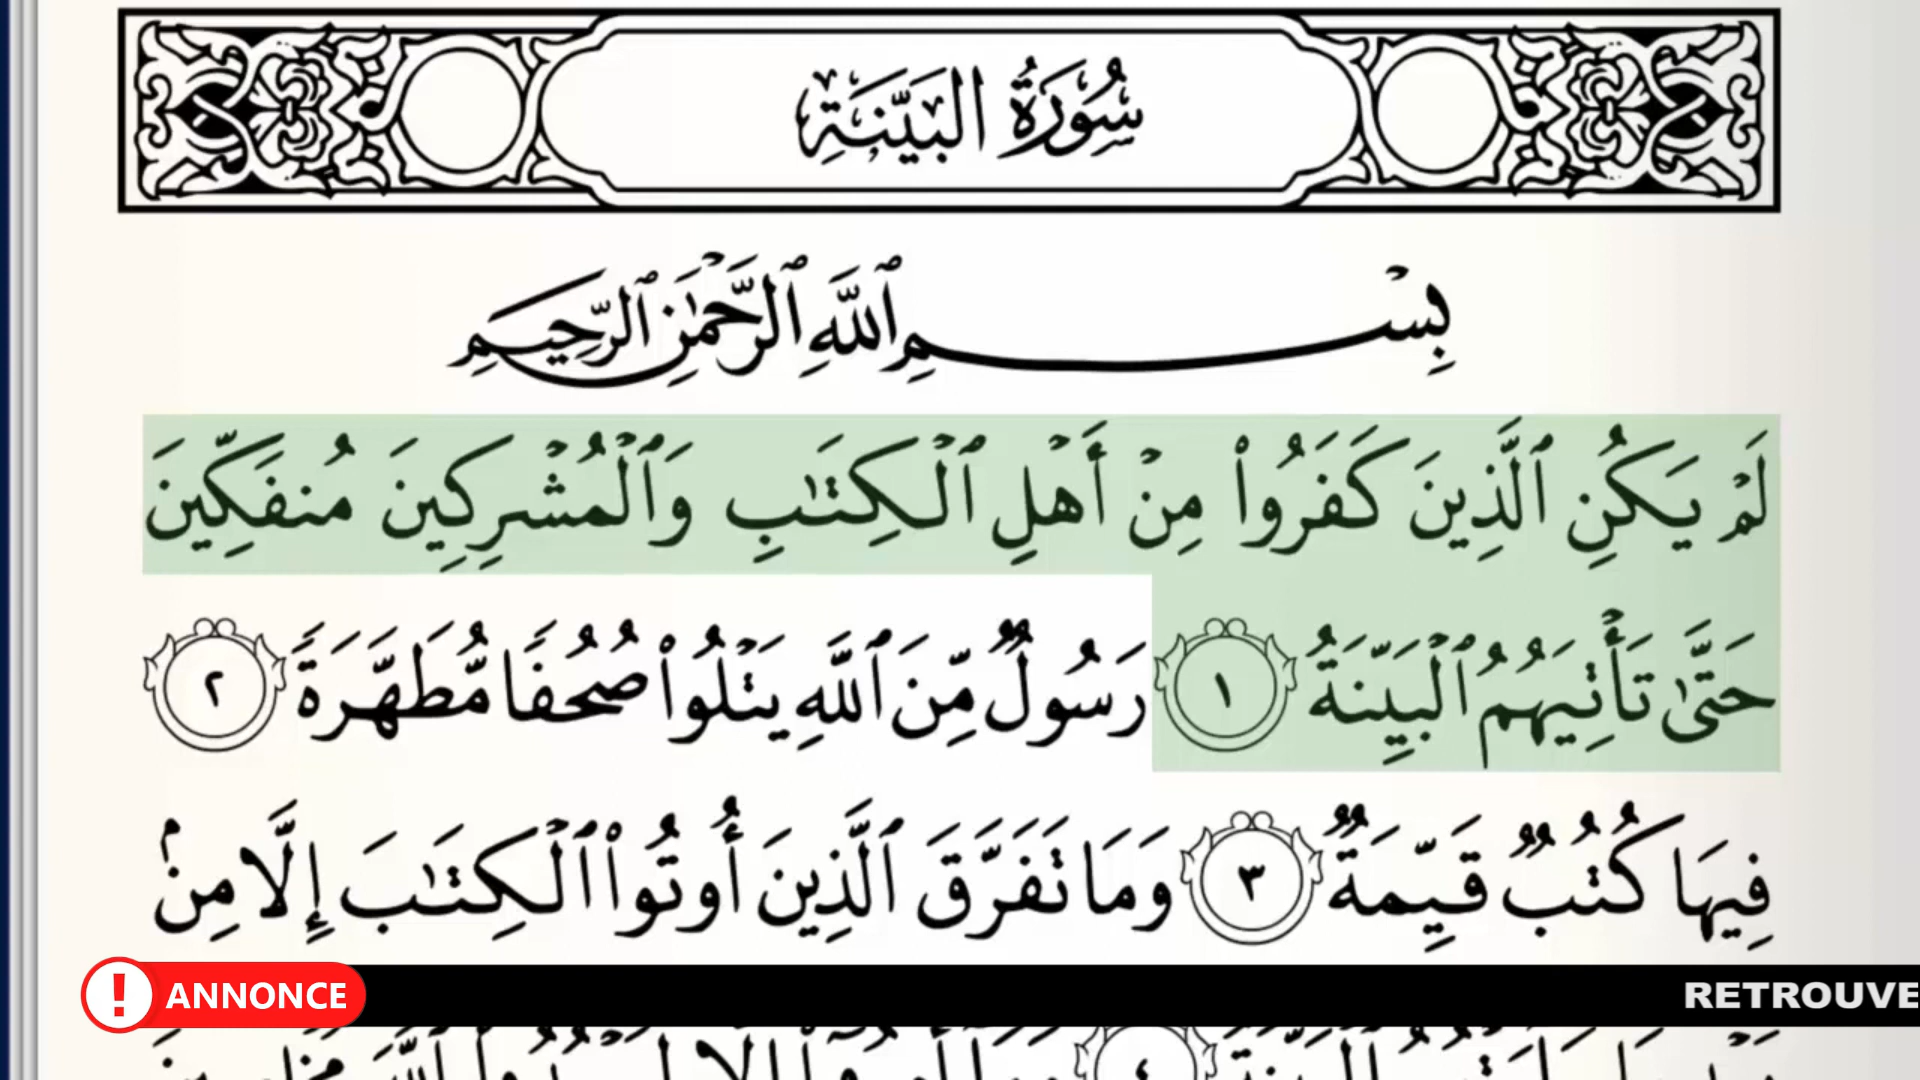 سُورَةُ البَيِّنَةِ
بِسْمِ ٱللَّهِ ٱلرَّحْمَٰنِ ٱلرَّحِيمِ
لَمْ يَكُنِ ٱلَّذِينَ كَفَرُوا۟ مِنْ أَهْلِ ٱلْكِتَٰبِ وَٱلْمُشْرِكِينَ مُنفَكِّينَ
حَتَّىٰ تَأْتِيَهُمُ ٱلْبَيِّنَةُ ١ رَسُولٌ مِّنَ ٱللَّهِ يَتْلُوا۟ صُحُفًا مُّطَهَّرَةً ٢
فِيهَا كُتُبٌ قَيِّمَةٌ ٣ وَمَا تَفَرَّقَ ٱلَّذِينَ أُوتُوا۟ ٱلْكِتَٰبَ إِلَّا مِنۢ
! ANNONCE
RETROUVE